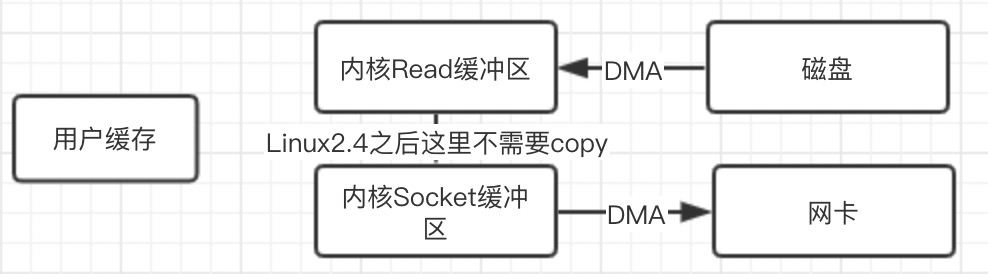 内核Read缓冲区
DMA
磁盘
用户缓存
Linux2.4之后这里不需要copy
内核Socket缓冲
区
DMA
网卡